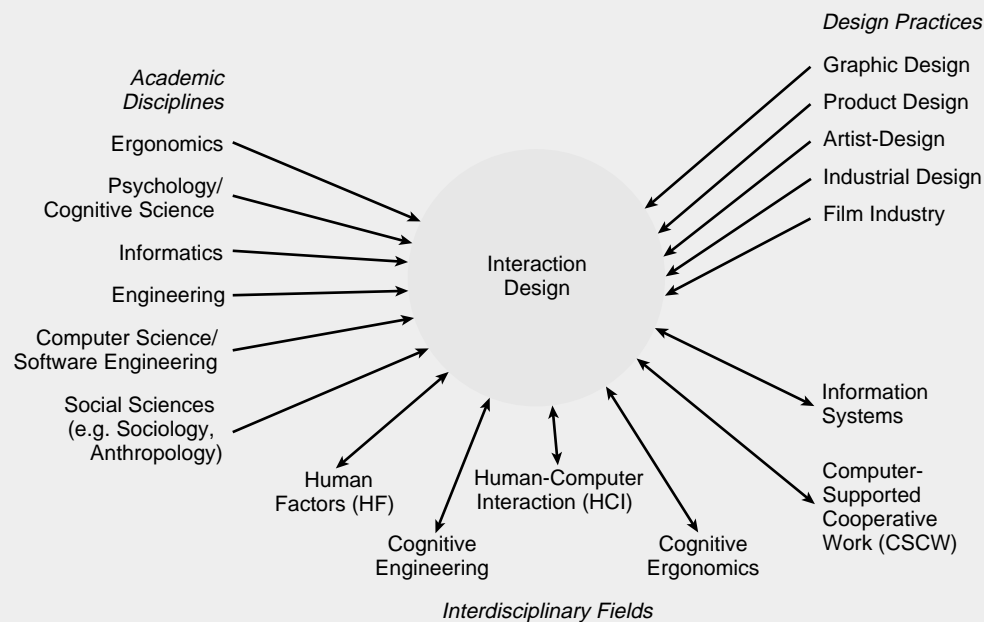 Academic
Disciplines
Ergonomics
Psychology/
Cognitive Science
Informatics
Engineering
Computer Science/
Software Engineering
Social Sciences
(e.g. Sociology,
Anthropology)
Design Practices
Graphic Design
Product Design
Artist-Design
Industrial Design
Film Industry
Interaction
Design
Human
Factors (HF)
Cognitive
Engineering
Human-Computer
Interaction (HCI)
Cognitive
Ergonomics
Information
Systems
Computer-
Supported
Cooperative
Work (CSCW)
Interdisciplinary Fields